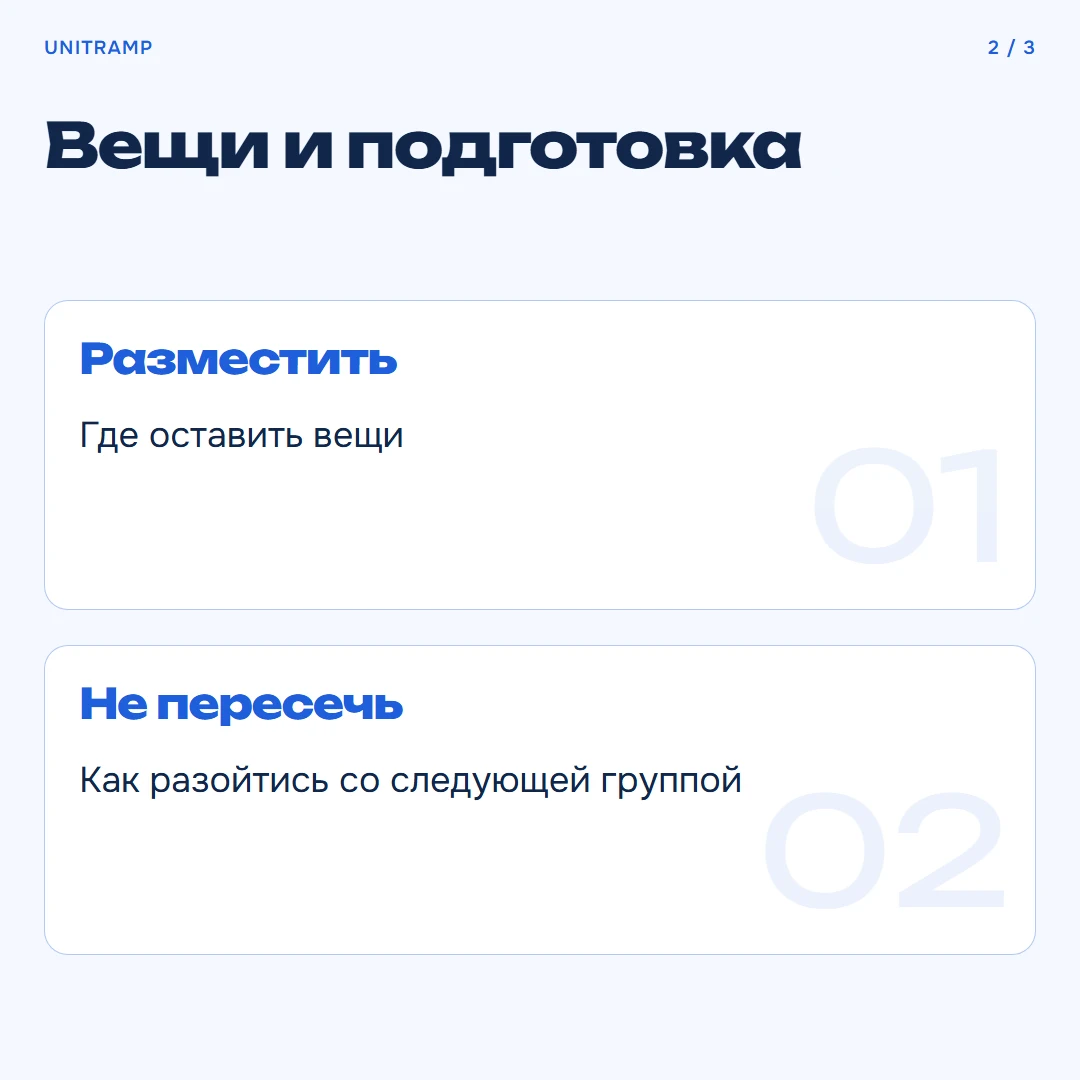 UNITRAMP
2 / 3
Вещи и подготовка
Разместить
Где оставить вещи
01
Не пересечь
Как разойтись со следующей группой
02